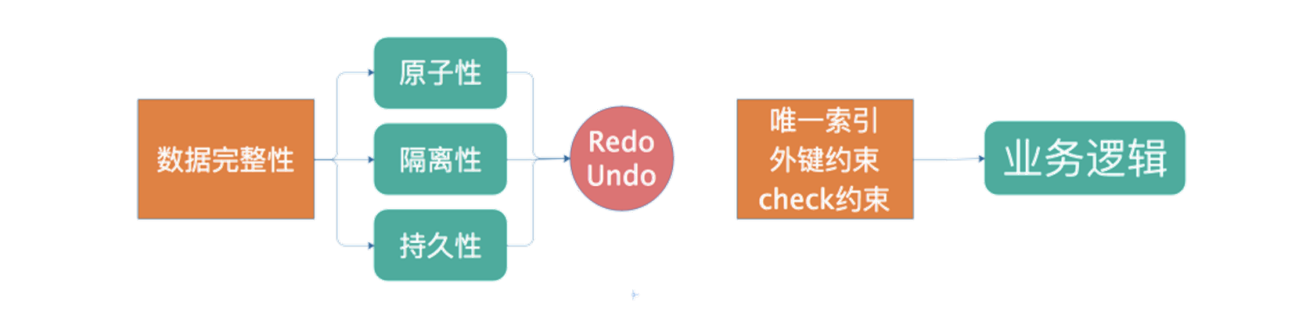 数据完整性
原子性
隔离性
持久性
Redo
Undo
唯一索引
外键约束
check约束
业务逻辑